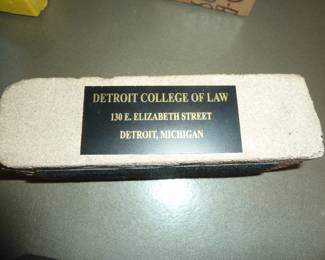 DETROIT COLLEGE OF LAW
130 E. ELIZABETH STREET
DETROIT, MICHIGAN